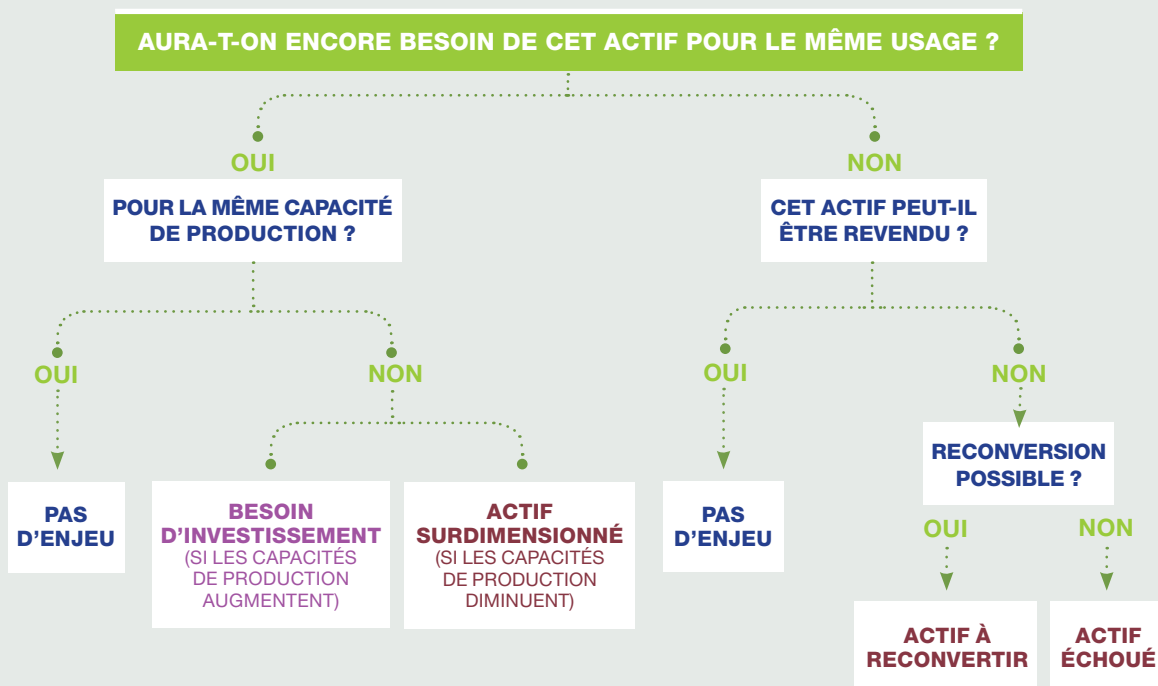 AURA-T-ON ENCORE BESOIN DE CET ACTIF POUR LE MÊME USAGE ?
OUI
NON
POUR LA MÊME CAPACITÉ
DE PRODUCTION ?
CET ACTIF PEUT-IL
ÊTRE REVENDU ?
OUI
NON
OUI
NON
PAS
D'ENJEU
BESOIN
D'INVESTISSEMENT
(SI LES CAPACITÉS
DE PRODUCTION
AUGMENTENT)
ACTIF
SURDIMENSIONNÉ
(SI LES CAPACITÉS
DE PRODUCTION
DIMINUENT)
PAS
D'ENJEU
RECONVERSION
POSSIBLE ?
OUI
NON
ACTIF À
RECONVERTIR
ACTIF
ÉCHOUÉ